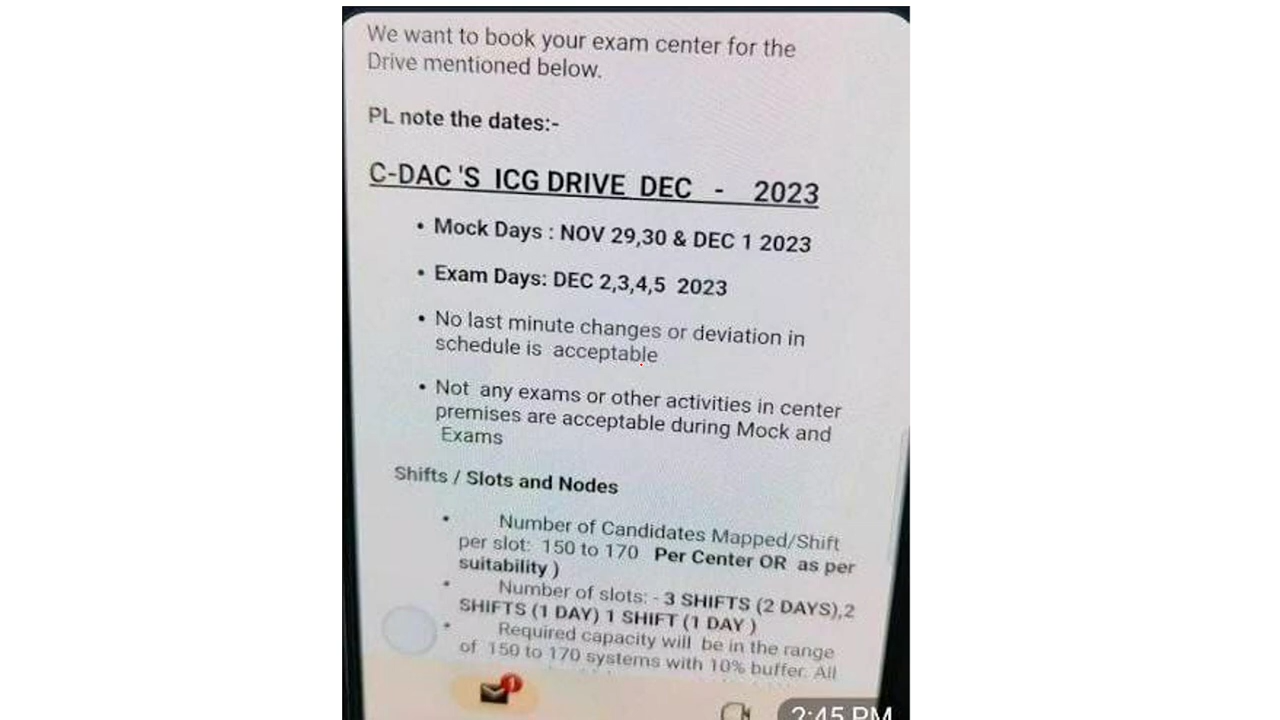 We want to book your exam center for the
Drive mentioned below.
PL note the dates:-
C-DAC 'S ICG DRIVE DEC - 2023
• Mock Days : NOV 29,30 & DEC 1 2023
• Exam Days: DEC 2,3,4,5 2023
• No last minute changes or deviation in
schedule is acceptable
• Not any exams or other activities in center
premises are acceptable during Mock and
Exams
Shifts / Slots and Nodes
• Number of Candidates Mapped/Shift
per slot: 150 to 170 Per Center OR as per
suitability )
• Number of slots: - 3 SHIFTS (2 DAYS),2
SHIFTS (1 DAY) 1 SHIFT (1 DAY )
• Required capacity will be in the range
of 150 to 170 systems with 10% buffer. All
1
2:45 PM